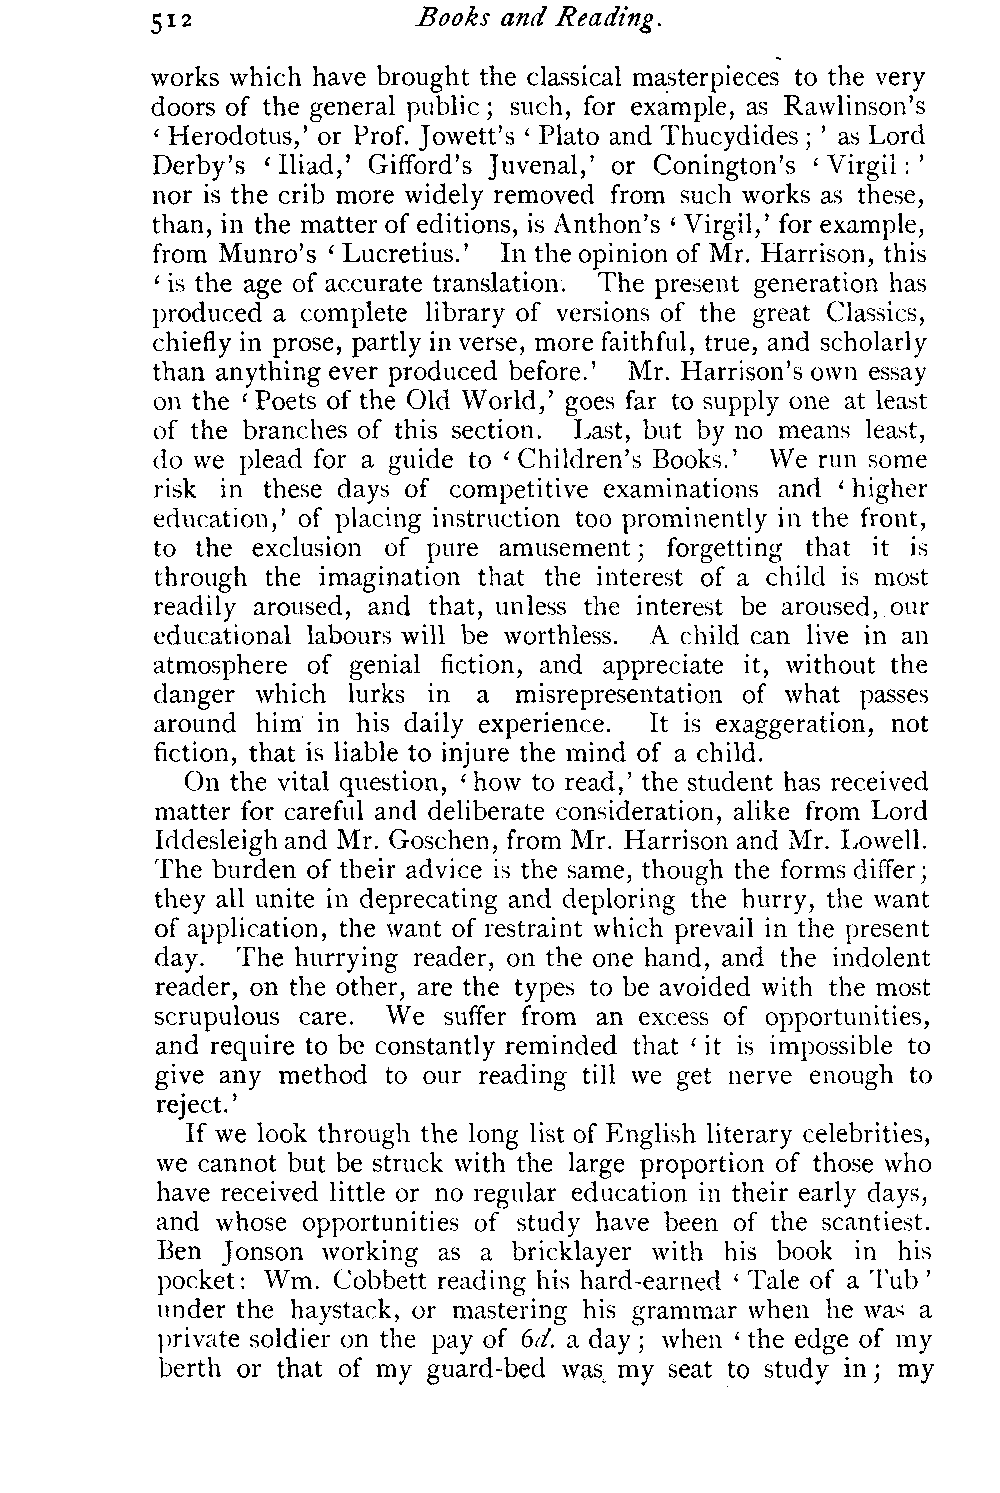 512 Books and Reading.
works which have brought the classical masterpieces to the very
doors of the general public ; such, for example, as Rawlinson's
‘ Herodotus,’ or Prof. Jowett's ‘ Plato and Thucydides ; ’ as Lord
Derby's ‘ Iliad,’ Gifford's Juvenal,’ or Conington's ‘ Virgil : ’
nor is the crib more widely removed from such works as these,
than, in the matter of editions, is Anthon's ‘ Virgil,’ for example,
from Munro's ‘ Lucretius.’ In the opinion of Mr. Harrison, this
‘ is the age of accurate translation. The present generation has
produced a complete library of versions of the great Classics,
chiefly in prose, partly in verse, more faithful, true, and scholarly
than anything ever produced before.’ Mr. Harrison's own essay
on the ‘ Poets of the Old World,’ goes far to supply one at least
of the branches of this section. Last, but by no means least,
do we plead for a guide to ‘ Children's Books.’ We run some
risk in these days of competitive examinations and ‘ higher
education,’ of placing instruction too prominently in the front,
to the exclusion of pure amusement ; forgetting that it is
through the imagination that the interest of a child is most
readily aroused, and that, unless the interest be aroused, our
educational labours will be worthless. A child can live in an
atmosphere of genial fiction, and appreciate it, without the
danger which lurks in a misrepresentation of what passes
around him in his daily experience. It is exaggeration, not
fiction, that is liable to injure the mind of a child.
On the vital question, ‘ how to read,’ the student has received
matter for careful and deliberate consideration, alike from Lord
Iddesleigh and Mr. Goschen, from Mr. Harrison and Mr. Lowell.
The burden of their advice is the same, though the forms differ ;
they all unite in deprecating and deploring the hurry, the want
of application, the want of restraint which prevail in the present
day. The hurrying reader, on the one hand, and the indolent
reader, on the other, are the types to be avoided with the most
scrupulous care. We suffer from an excess of opportunities,
and require to be constantly reminded that ‘ it is impossible to
give any method to our reading till we get nerve enough to
reject.’
If we look through the long list of English literary celebrities,
we cannot but be struck with the large proportion of those who
have received little or no regular education in their early days,
and whose opportunities of study have been of the scantiest.
Ben Jonson working as a bricklayer with his book in his
pocket : Wm. Cobbett reading his hard-earned ‘ Tale of a Tub ’
under the haystack, or mastering his grammar when he was a
private soldier on the pay of 6d. a day ; when ‘ the edge of my
berth or that of my guard-bed was my seat to study in ; my